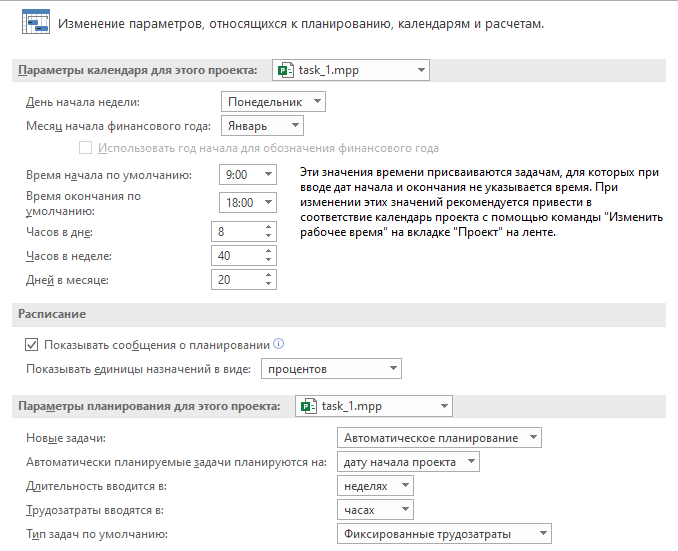 Изменение параметров, относящихся к планированию, календарям и расчетам.
Параметры календаря для этого проекта: task_1.mpp
День начала недели: Понедельник
Месяц начала финансового года: Январь
Использовать год начала для обозначения финансового года
Время начала по умолчанию: 9:00
Время окончания по
умолчанию: 18:00
Часов в дне: 8
Часов в неделе: 40
Дней в месяце: 20
Эти значения времени присваиваются задачам, для которых при
вводе дат начала и окончания не указывается время. При
изменении этих значений рекомендуется привести в
соответствие календарь проекта с помощью команды "Изменить
рабочее время" на вкладке "Проект" на ленте.
Расписание
Показывать сообщения о планировании
Показывать единицы назначений в виде: процентов
Параметры планирования для этого проекта: task_1.mpp
Новые задачи: Автоматическое планирование
Автоматически планируемые задачи планируются на: дату начала проекта
Длительность вводится в: неделях
Трудозатраты вводятся в: часах
Тип задач по умолчанию: Фиксированные трудозатраты